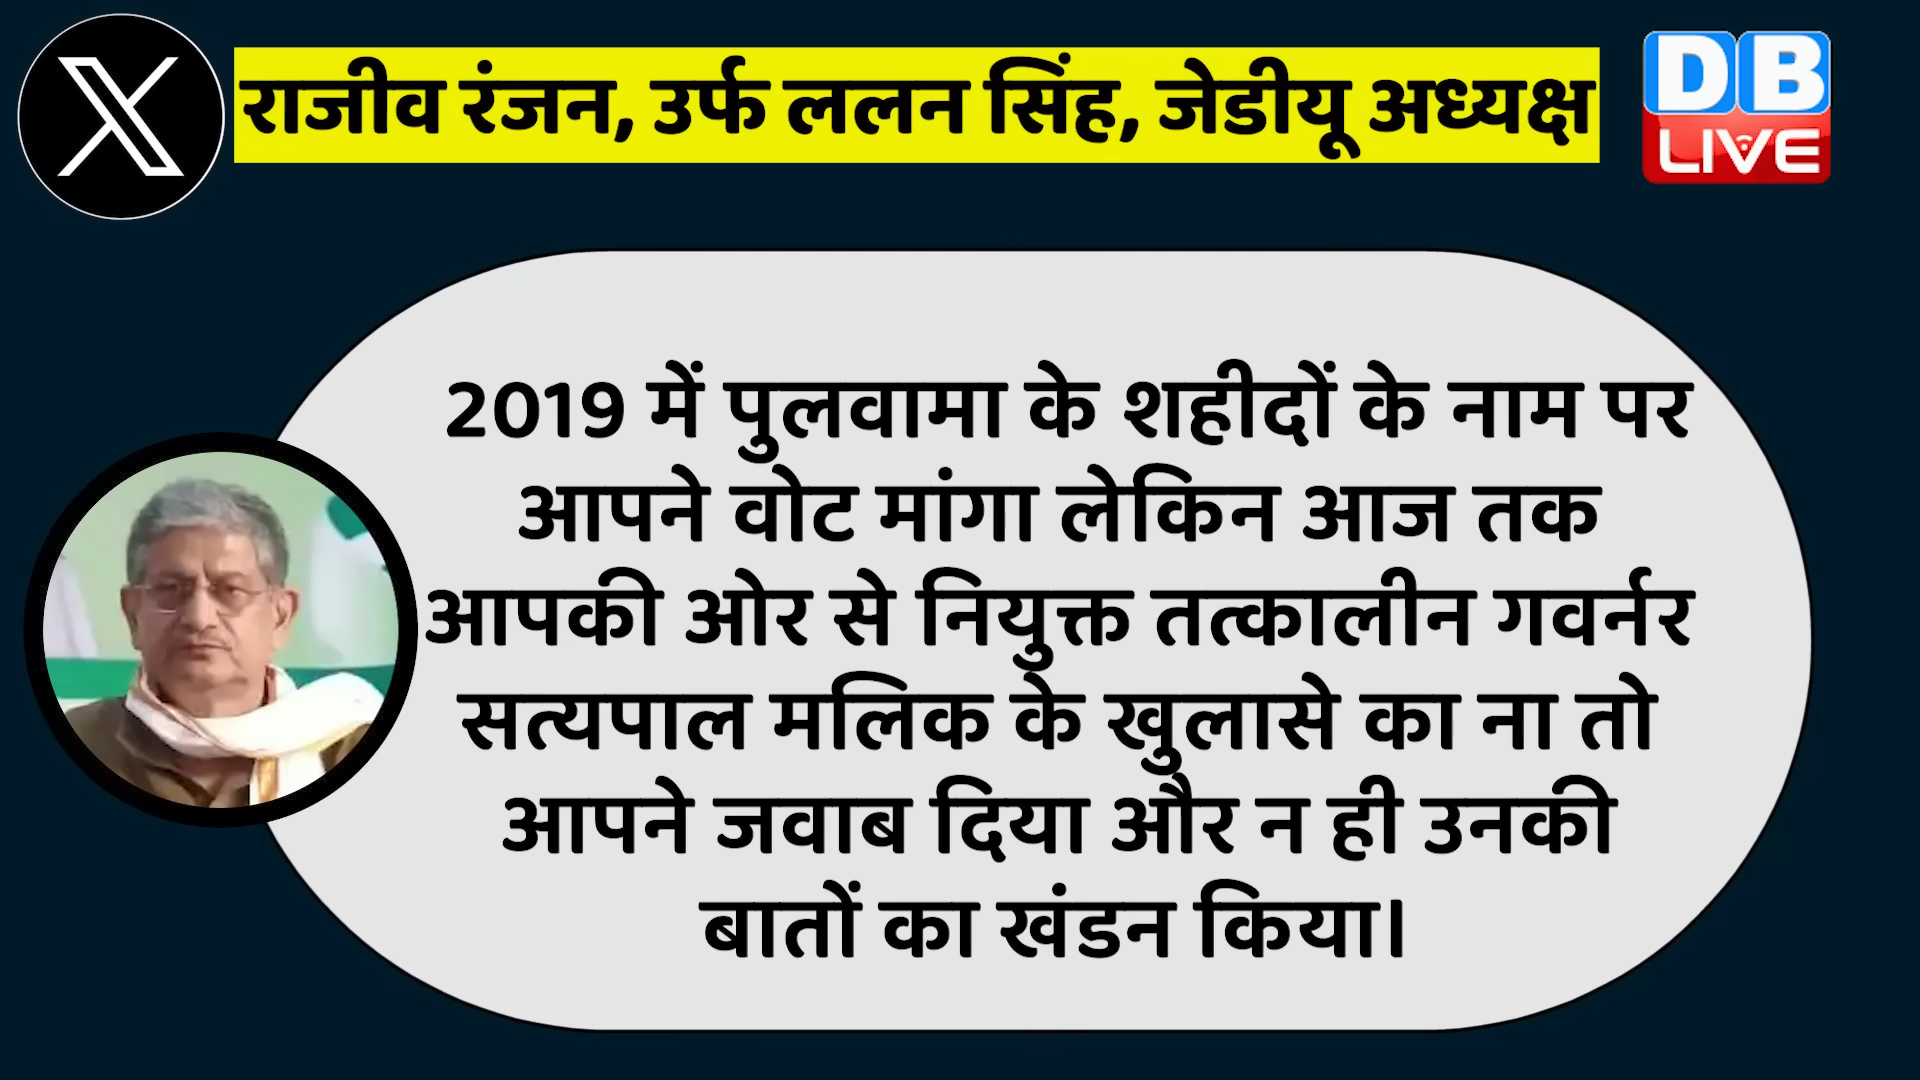 राजीव रंजन, उर्फ ललन सिंह, जेडीयू अध्यक्ष
DB
LIVE
2019 में पुलवामा के शहीदों के नाम पर
आपने वोट मांगा लेकिन आज तक
आपकी ओर से नियुक्त तत्कालीन गवर्नर
सत्यपाल मलिक के खुलासे का ना तो
आपने जवाब दिया और न ही उनकी
बातों का खंडन किया।